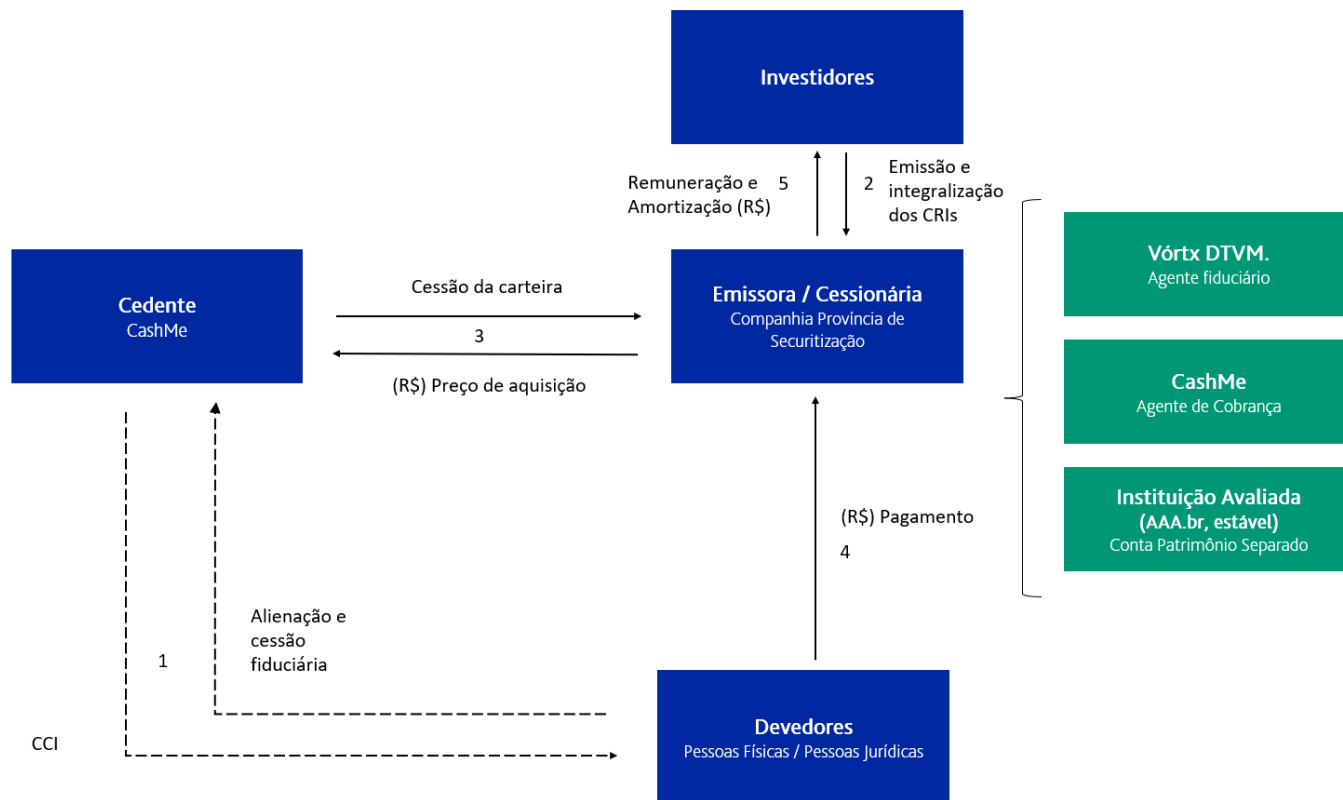 Investidores
Remuneração e
Amortização (R$)
5
2
Emissão e
integralização
dos CRIs
Cedente
CashMe
Cessão da carteira
3
(R$) Preço de aquisição
Emissora / Cessionária
Companhia Província de
Securitização
Vórtx DTVM.
Agente fiduciário
CashMe
Agente de Cobrança
Instituição Avaliada
(AAA.br, estável)
Conta Patrimônio Separado
(R$) Pagamento
4
Alienação e
cessão
fiduciária
1
CCI
Devedores
Pessoas Físicas / Pessoas Jurídicas